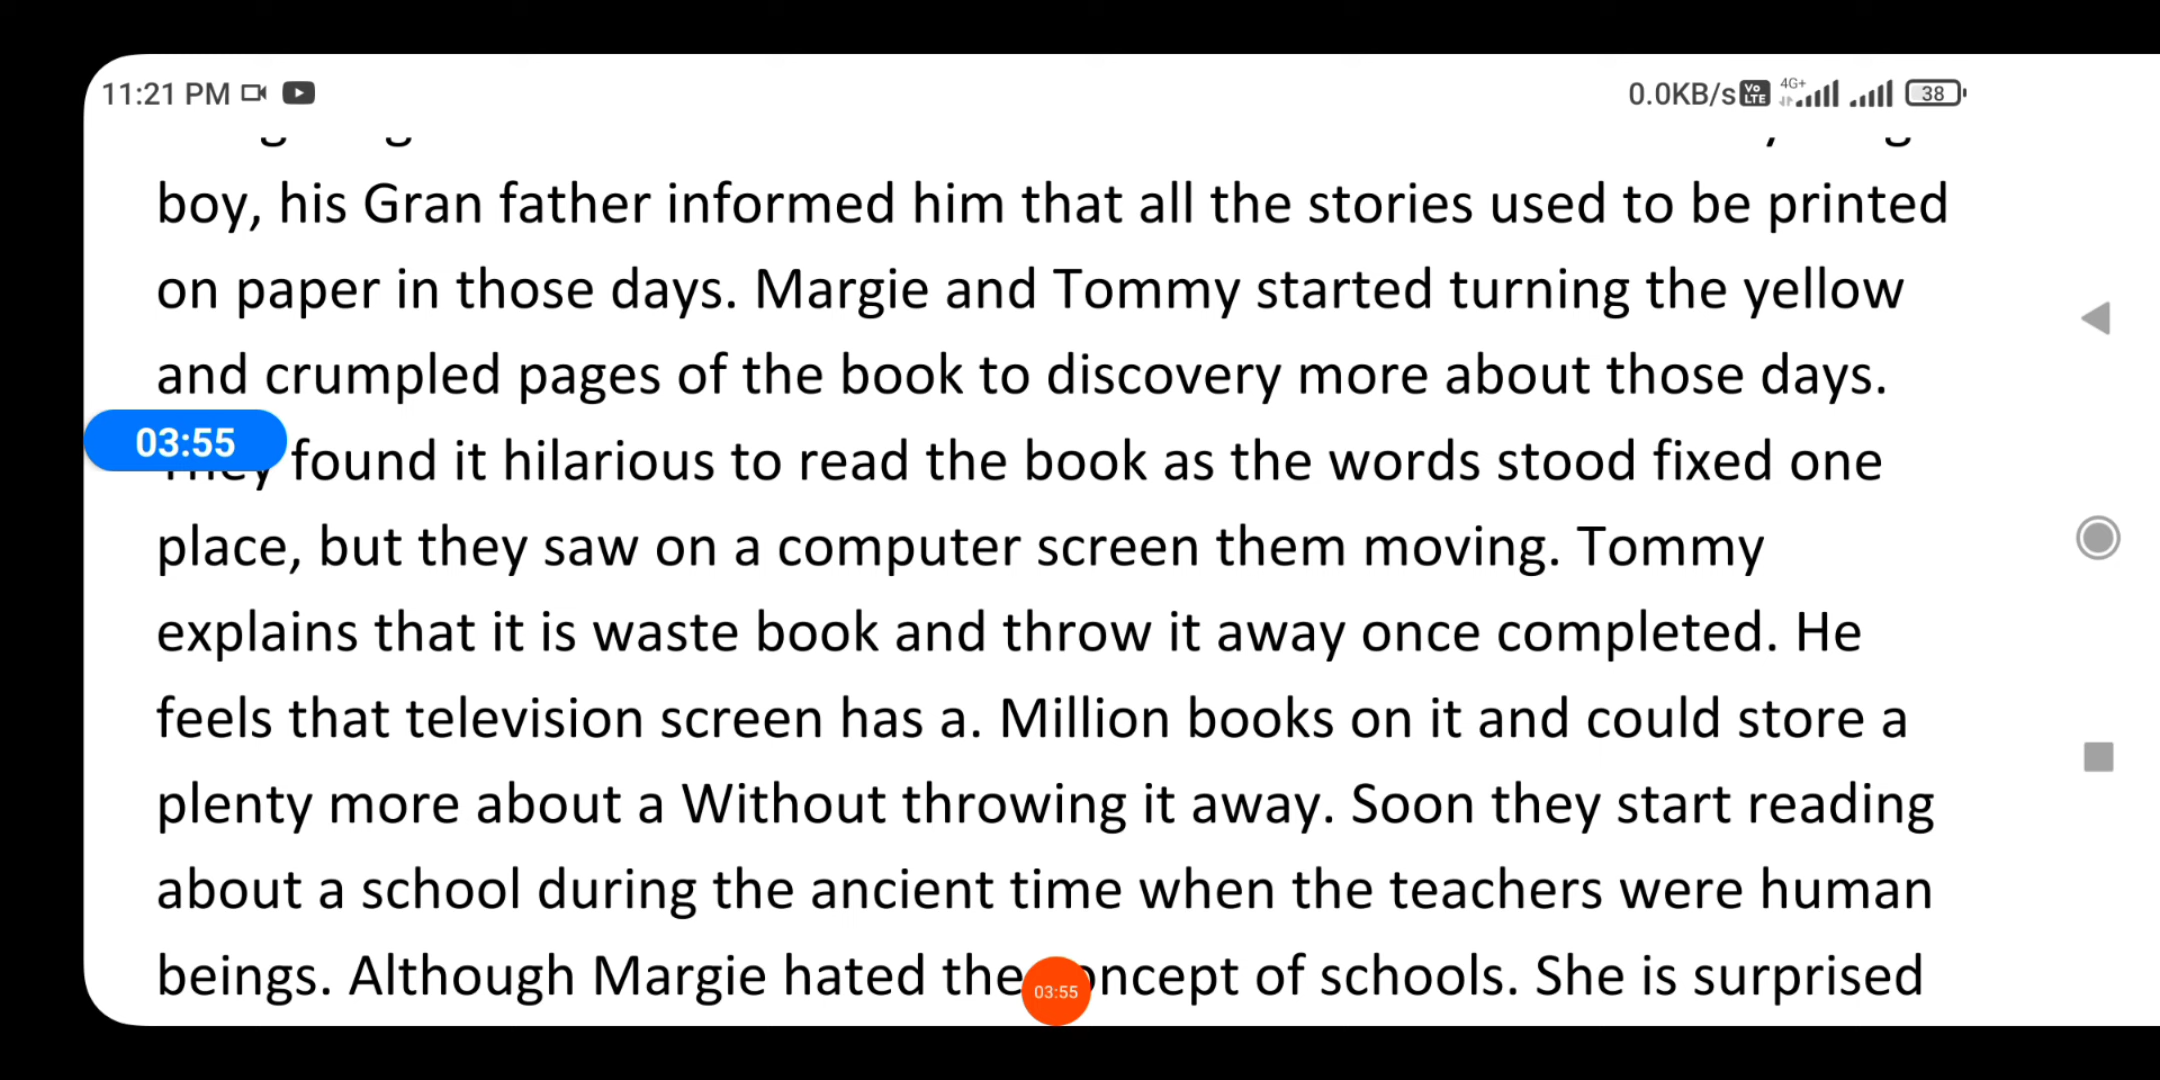 11:21 PM
0.0KB/s Vo LTE 4G+ 38
boy, his Gran father informed him that all the stories used to be printed
on paper in those days. Margie and Tommy started turning the yellow
and crumpled pages of the book to discovery more about those days.
03:55
They found it hilarious to read the book as the words stood fixed one
place, but they saw on a computer screen them moving. Tommy
explains that it is waste book and throw it away once completed. He
feels that television screen has a. Million books on it and could store a
plenty more about a Without throwing it away. Soon they start reading
about a school during the ancient time when the teachers were human
beings. Although Margie hated the oncept of schools. She is surprised
03:55